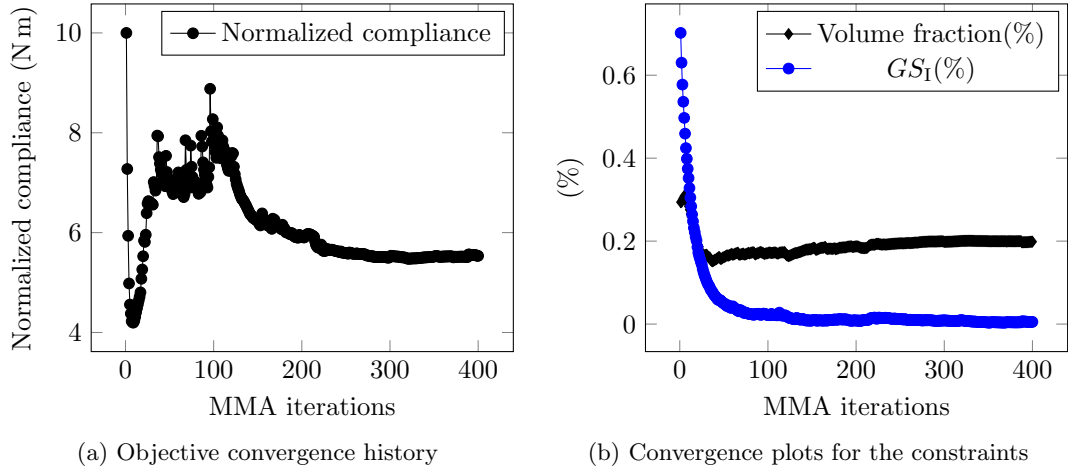 Normalized compliance (N m)
10
8
6
4
Normalized compliance
0
100
200
300
400
MMA iterations
(a) Objective convergence history
(%)
0.6
0.4
0.2
0
Volume fraction(%)
GS_I(%)
0
100
200
300
400
MMA iterations
(b) Convergence plots for the constraints